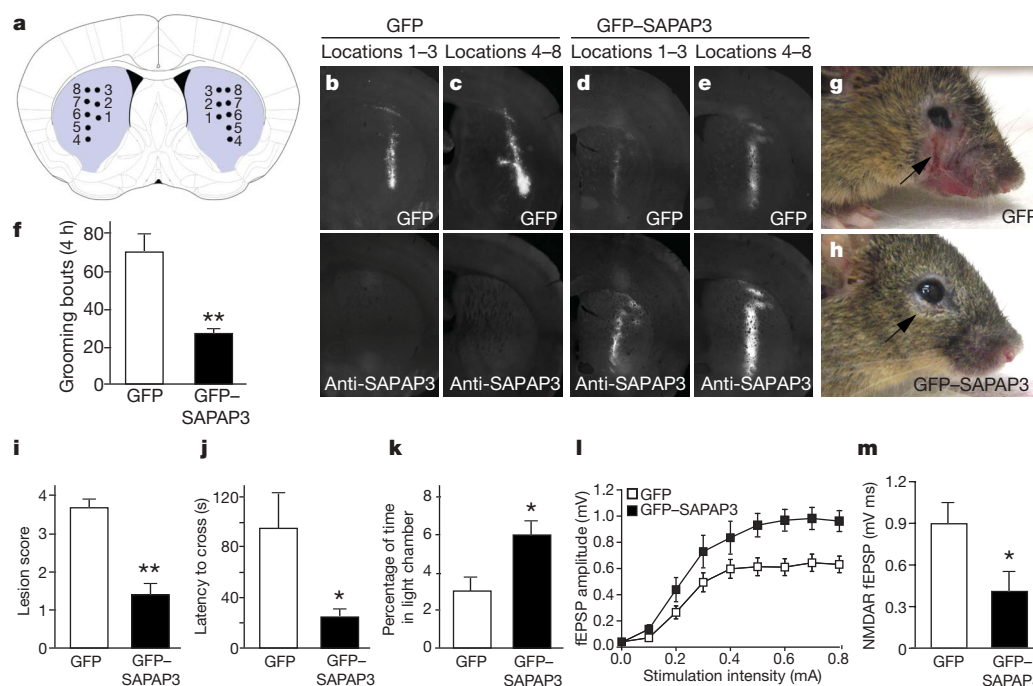 a
GFP
GFP–SAPAP3
Locations 1–3
Locations 4–8
Locations 1–3
Locations 4–8
8 3
7 2
6 1
5
4
3 8
2 7
1 6
5
4
b
c
d
e
GFP
GFP
GFP
GFP
Anti-SAPAP3
Anti-SAPAP3
Anti-SAPAP3
Anti-SAPAP3
g
GFP
h
GFP–SAPAP3
f
Grooming bouts (4 h)
80
60
40
20
0
**
GFP
GFP–
SAPAP3
i
Lesion score
4
2
0
**
GFP
GFP–
SAPAP3
j
Latency to cross (s)
120
80
40
0
*
GFP
GFP–
SAPAP3
k
Percentage of time
in light chamber
8
6
4
2
0
*
GFP
GFP–
SAPAP3
l
fEPSP amplitude (mV)
1.2
1.0
0.8
0.6
0.4
0.2
0.0
GFP
GFP–SAPAP3
0.0 0.2 0.4 0.6 0.8
Stimulation intensity (mA)
m
NMDAR fEPSP (mV ms)
1.2
0.9
0.6
0.3
0
*
GFP
GFP–
SAPAP